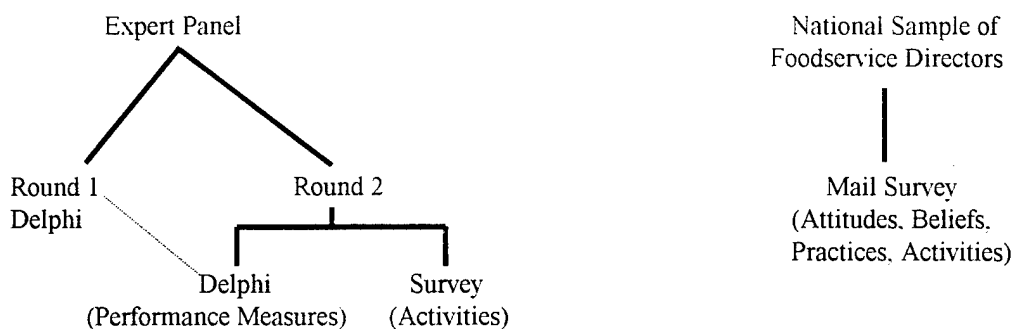 Expert Panel
National Sample of
Foodservice Directors
Round 1
Delphi
Round 2
Mail Survey
(Attitudes, Beliefs,
Practices, Activities)
Delphi
(Performance Measures)
Survey
(Activities)